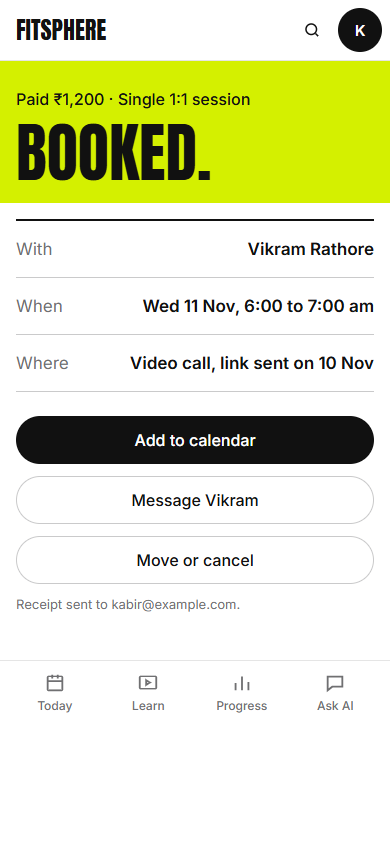 FITSPHERE
K
Paid ₹1,200 · Single 1:1 session
BOOKED.
With Vikram Rathore
When Wed 11 Nov, 6:00 to 7:00 am
Where Video call, link sent on 10 Nov
Add to calendar
Message Vikram
Move or cancel
Receipt sent to kabir@example.com.
Today Learn Progress Ask AI